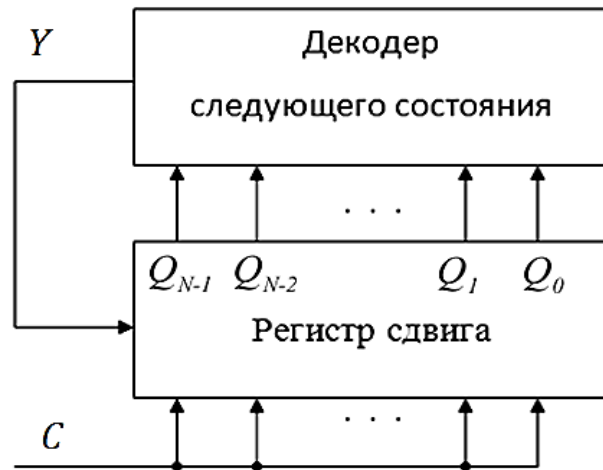 Y
Декодер
следующего состояния
. . .
Q_{N-1} Q_{N-2} Q_1 Q_0
Регистр сдвига
. . .
C